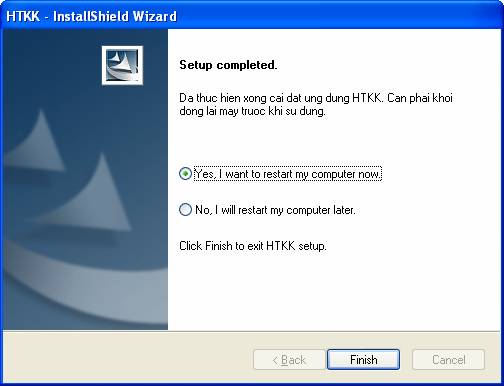 HTKK - InstallShield Wizard
Setup completed.
Da thuc hien xong cai dat ung dung HTKK. Can phai khoi
dong lai may truoc khi su dung.
Yes, I want to restart my computer now.
No, I will restart my computer later.
Click Finish to exit HTKK setup.
< Back
Finish
Cancel